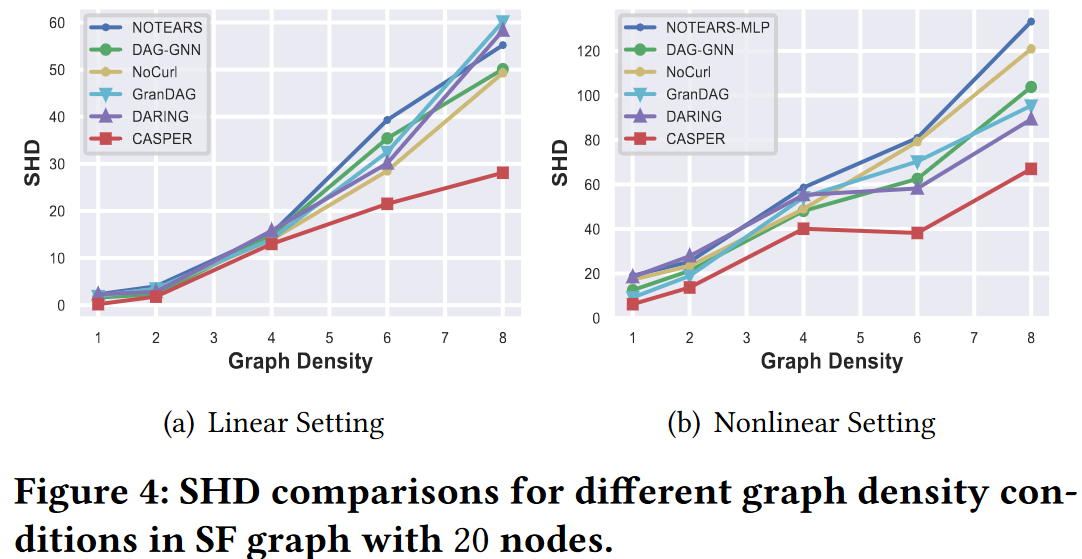 NOTEARS
DAG-GNN
NoCurl
GranDAG
DARING
CASPER
SHD
60
50
40
30
20
10
0
1 2 3 4 5 6 7 8
Graph Density
(a) Linear Setting
NOTEARS-MLP
DAG-GNN
NoCurl
GranDAG
DARING
CASPER
SHD
120
100
80
60
40
20
0
1 2 3 4 5 6 7 8
Graph Density
(b) Nonlinear Setting
Figure 4: SHD comparisons for different graph density con-
ditions in SF graph with 20 nodes.